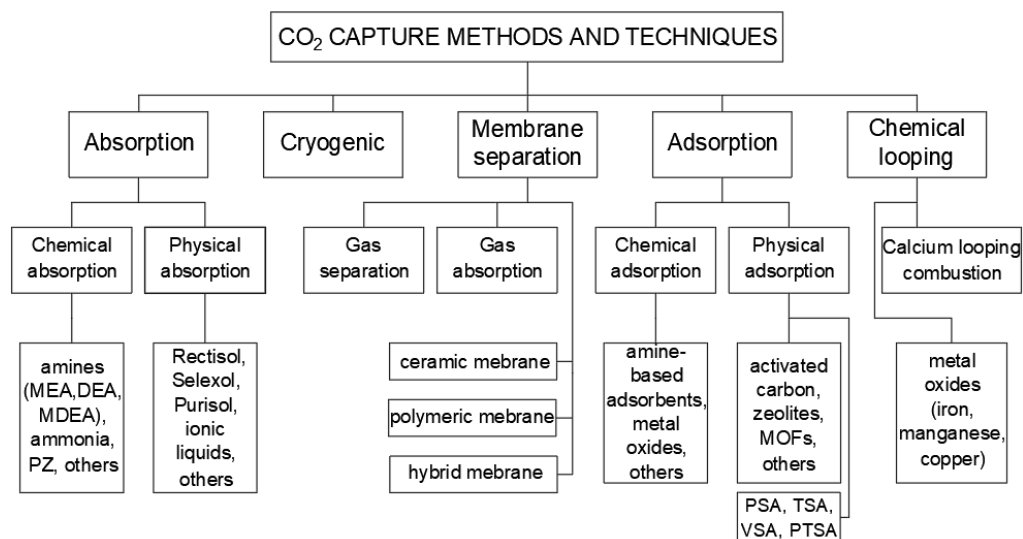 CO₂ CAPTURE METHODS AND TECHNIQUES
Absorption
Cryogenic
Membrane
separation
Adsorption
Chemical
looping
Chemical
absorption
Physical
absorption
Gas
separation
Gas
absorption
Chemical
adsorption
Physical
adsorption
Calcium looping
combustion
amines
(MEA,DEA,
MDEA),
ammonia,
PZ, others
Rectisol,
Selexol,
Purisol,
ionic
liquids,
others
ceramic mebrane
polymeric mebrane
hybrid mebrane
amine-
based
adsorbents,
metal
oxides,
others
activated
carbon,
zeolites,
MOFs,
others
PSA, TSA,
VSA, PTSA
metal
oxides
(iron,
manganese,
copper)